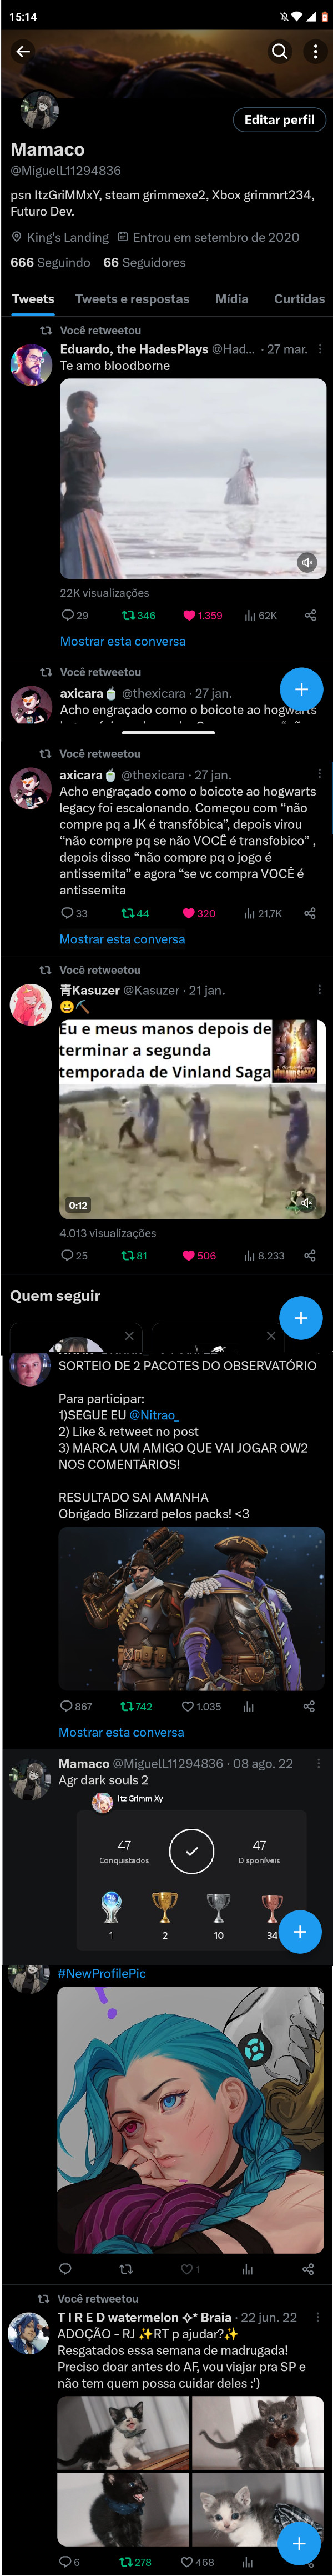 15:14
Editar perfil
Mamaco
@MiguelL11294836
psn ItzGriMMxY, steam grimmexe2, Xbox grimmrt234,
Futuro Dev.
King's Landing Entrou em setembro de 2020
666 Seguindo 66 Seguidores
Tweets Tweets e respostas Mídia Curtidas
Você retweetou
Eduardo, the HadesPlays @Had... · 27 mar.
Te amo bloodborne
22K visualizações
29 346 1.359 62K
Mostrar esta conversa
Você retweetou
axicara🍵 @thexicara · 27 jan.
Acho engraçado como o boicote ao hogwarts
Você retweetou
axicara🍵 @thexicara · 27 jan.
Acho engraçado como o boicote ao hogwarts
legacy foi escalonando. Começou com “não
compre pq a JK é transfóbica”, depois virou
“não compre pq se não VOCÊ é transfobico” ,
depois disso “não compre pq o jogo é
antissemita” e agora “se vc compra VOCÊ é
antissemita
33 44 320 21,7K
Mostrar esta conversa
Você retweetou
青Kasuzer @Kasuzer · 21 jan.
😀⛏️
Eu e meus manos depois de
terminar a segunda
temporada de Vinland Saga
0:12
4.013 visualizações
25 81 506 8.233
Quem seguir
SORTEIO DE 2 PACOTES DO OBSERVATÓRIO
Para participar:
1)SEGUE EU @Nitrao_
2) Like & retweet no post
3) MARCA UM AMIGO QUE VAI JOGAR OW2
NOS COMENTÁRIOS!
RESULTADO SAI AMANHA
Obrigado Blizzard pelos packs! <3
867 742 1.035
Mostrar esta conversa
Mamaco @MiguelL11294836 · 08 ago. 22
Agr dark souls 2
Itz Grimm Xy
47 47
Conquistados Disponíveis
1 2 10 34
#NewProfilePic
1
Você retweetou
T I R E D watermelon ✧* Braia · 22 jun. 22
ADOÇÃO - RJ ✨RT p ajudar?✨
Resgatados essa semana de madrugada!
Preciso doar antes do AF, vou viajar pra SP e
não tem quem possa cuidar deles :')
6 278 468